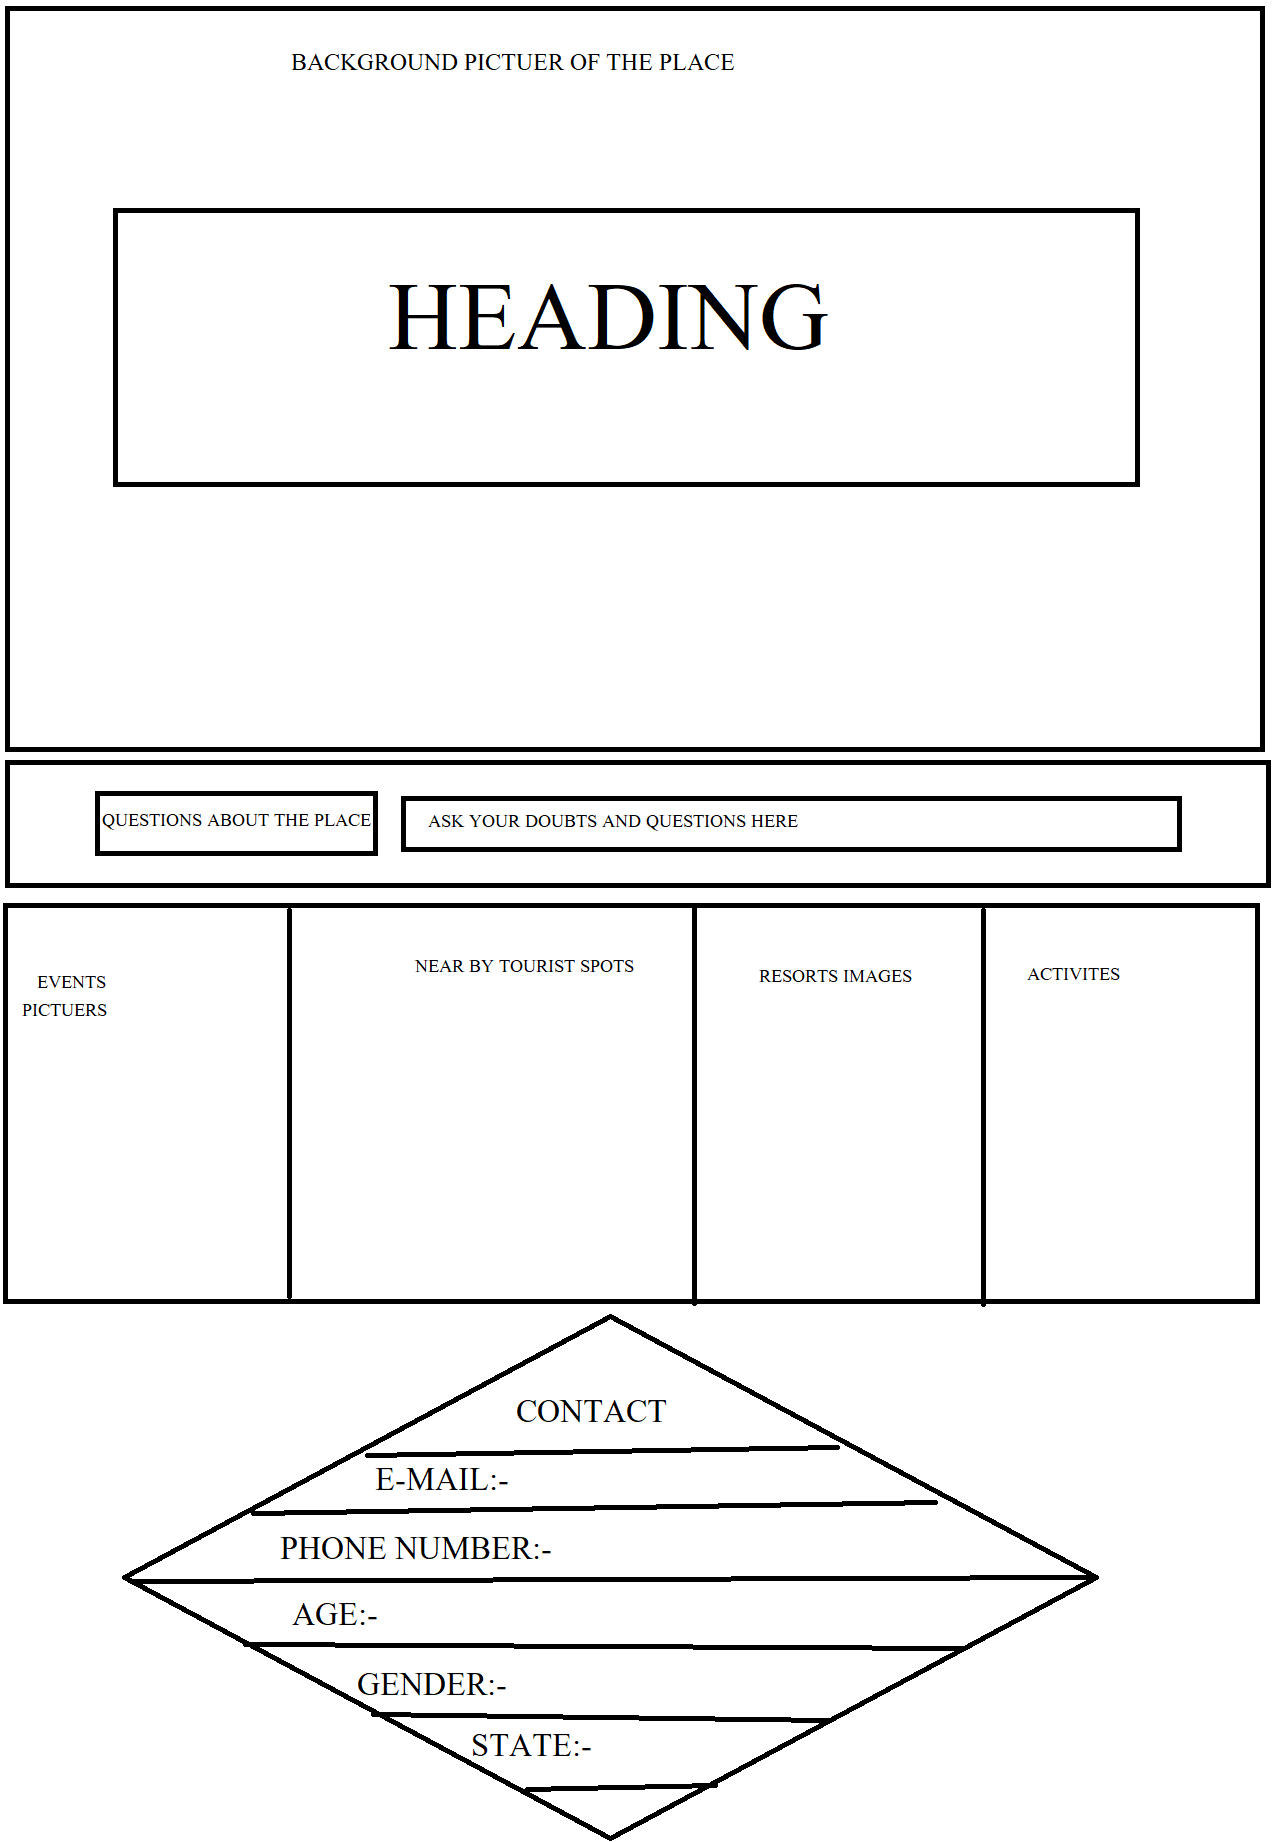 BACKGROUND PICTUER OF THE PLACE
HEADING
QUESTIONS ABOUT THE PLACE
ASK YOUR DOUBTS AND QUESTIONS HERE
EVENTS
PICTUERS
NEAR BY TOURIST SPOTS
RESORTS IMAGES
ACTIVITES
CONTACT
E-MAIL:-
PHONE NUMBER:-
AGE:-
GENDER:-
STATE:-